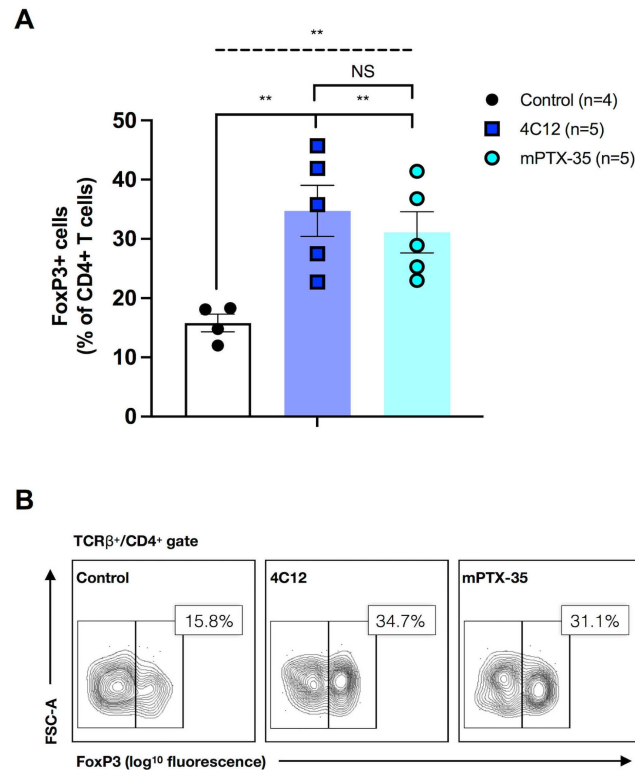 A
**
NS
** **
Control (n=4)
4C12 (n=5)
mPTX-35 (n=5)
FoxP3+ cells
(% of CD4+ T cells)
50
40
30
20
10
0
B
TCRβ⁺/CD4⁺ gate
Control
15.8%
4C12
34.7%
mPTX-35
31.1%
FSC-A
FoxP3 (log¹⁰ fluorescence)